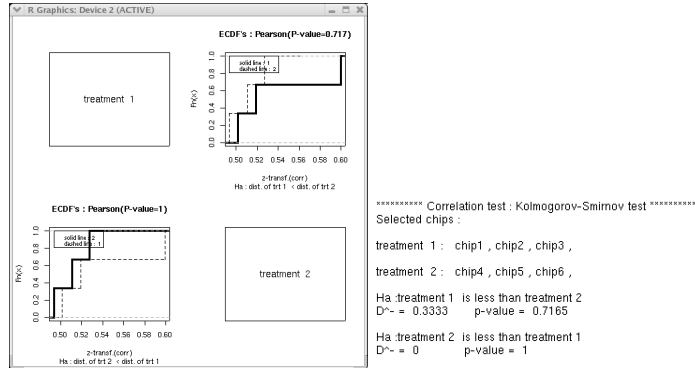 R Graphics: Device 2 (ACTIVE)
treatment 1
ECDF's : Pearson(P-value=0.717)
solid line : 1
dashed line : 2
Fn(x)
0.0 0.2 0.4 0.6 0.8 1.0
0.50 0.52 0.54 0.56 0.58 0.60
z-transf.(corr)
Ha : dist. of trt 1 < dist. of trt 2
ECDF's : Pearson(P-value=1)
solid line : 2
dashed line : 1
Fn(x)
0.0 0.2 0.4 0.6 0.8 1.0
0.50 0.52 0.54 0.56 0.58 0.60
z-transf.(corr)
Ha : dist. of trt 2 < dist. of trt 1
treatment 2
********** Correlation test : Kolmogorov-Smirnov test **********
Selected chips :
treatment 1 : chip1 , chip2 , chip3 ,
treatment 2 : chip4 , chip5 , chip6 ,
Ha :treatment 1 is less than treatment 2
D^- = 0.3333 p-value = 0.7165
Ha :treatment 2 is less than treatment 1
D^- = 0 p-value = 1